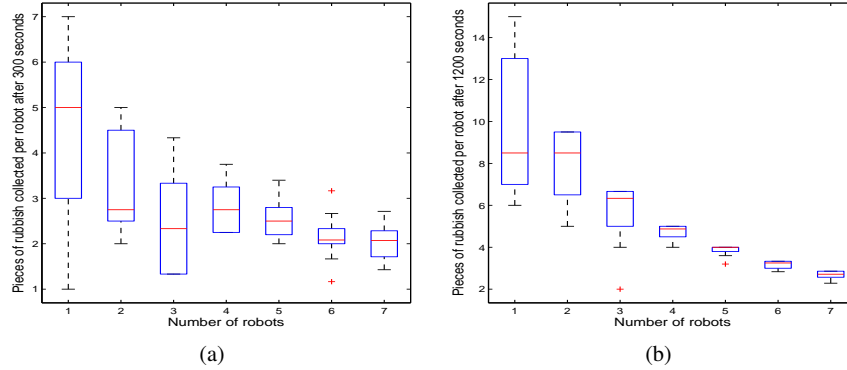 Pieces of rubbish collected per robot after 300 seconds
7
6
5
4
3
2
1
1 2 3 4 5 6 7
Number of robots
(a)
Pieces of rubbish collected per robot after 1200 seconds
14
12
10
8
6
4
2
1 2 3 4 5 6 7
Number of robots
(b)